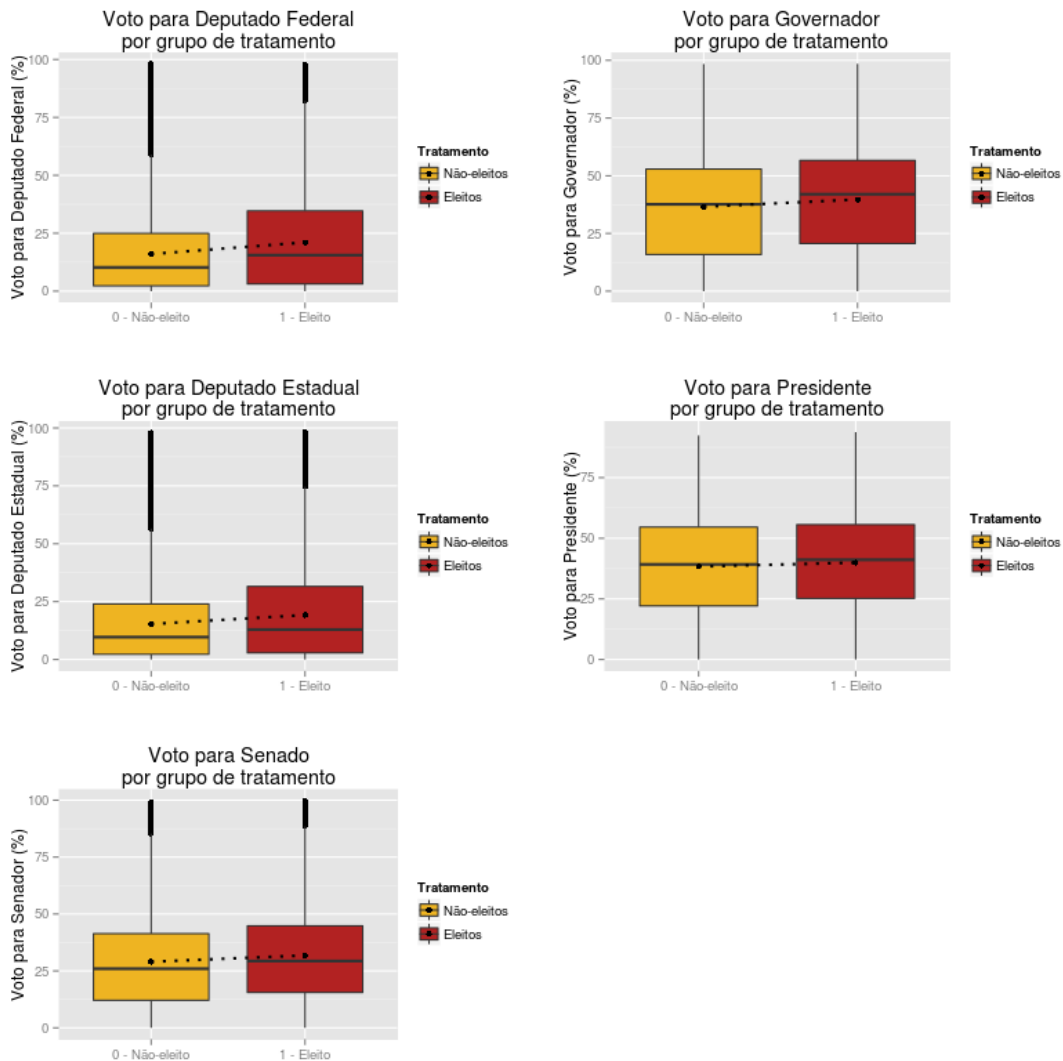 Voto para Deputado Federal
por grupo de tratamento
Voto para Deputado Federal (%)
100
75
50
25
0
0 - Não-eleito
1 - Eleito
Tratamento
Não-eleitos
Eleitos
Voto para Governador
por grupo de tratamento
Voto para Governador (%)
100
75
50
25
0
0 - Não-eleito
1 - Eleito
Tratamento
Não-eleitos
Eleitos
Voto para Deputado Estadual
por grupo de tratamento
Voto para Deputado Estadual (%)
100
75
50
25
0
0 - Não-eleito
1 - Eleito
Tratamento
Não-eleitos
Eleitos
Voto para Presidente
por grupo de tratamento
Voto para Presidente (%)
75
50
25
0
0 - Não-eleito
1 - Eleito
Tratamento
Não-eleitos
Eleitos
Voto para Senado
por grupo de tratamento
Voto para Senador (%)
100
75
50
25
0
0 - Não-eleito
1 - Eleito
Tratamento
Não-eleitos
Eleitos